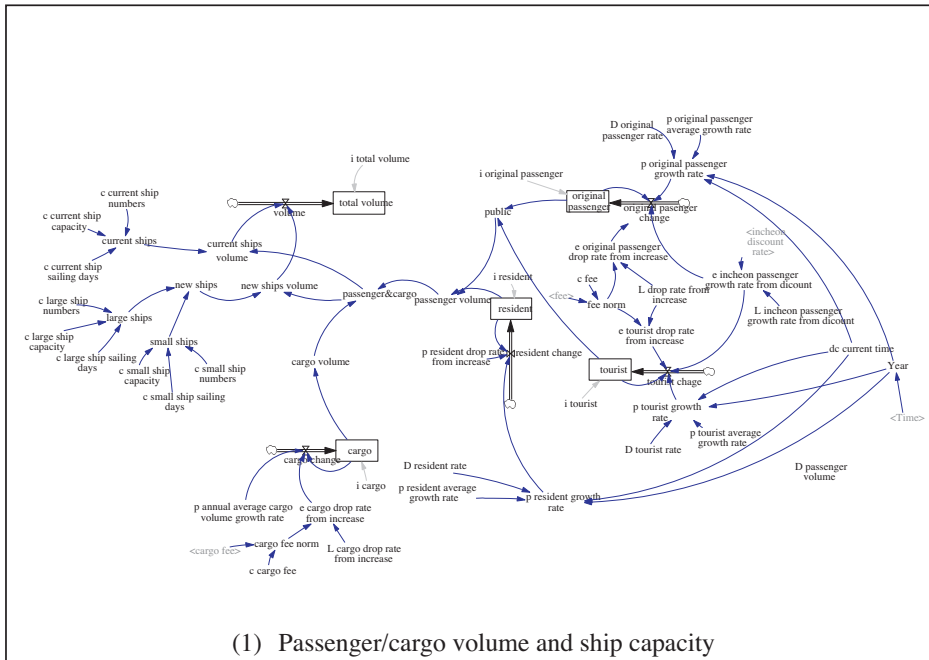 D original
passenger rate
p original passenger
average growth rate
i total volume
p original passenger
growth rate
i original passenger
c current ship
numbers
total volume
volume
original
passenger
original pasenger
change
c current ship
capacity
public
current ships
current ships
volume
<incheon
discount
rate>
e original passenger
drop rate from increase
c current ship
sailing days
i resident
c fee
e incheon passenger
growth rate from dicount
new ships
new ships volume
passenger&cargo
passenger volume
<fee>
fee norm
L drop rate from
increase
c large ship
numbers
resident
L incheon passenger
growth rate from dicount
large ships
e tourist drop rate
from increase
c large ship
capacity
small ships
c large ship sailing
days
c small ship
capacity
c small ship
numbers
c small ship sailing
days
cargo volume
p resident drop rate
from increase
resident change
dc current time
Year
tourist
tourist chage
i tourist
p tourist growth
rate
<Time>
p tourist average
growth rate
D tourist rate
cargo change
cargo
i cargo
D resident rate
D passenger
volume
p resident average
growth rate
p resident growth
rate
p annual average cargo
volume growth rate
e cargo drop rate
from increase
<cargo fee>
cargo fee norm
L cargo drop rate
from increase
c cargo fee
(1) Passenger/cargo volume and ship capacity